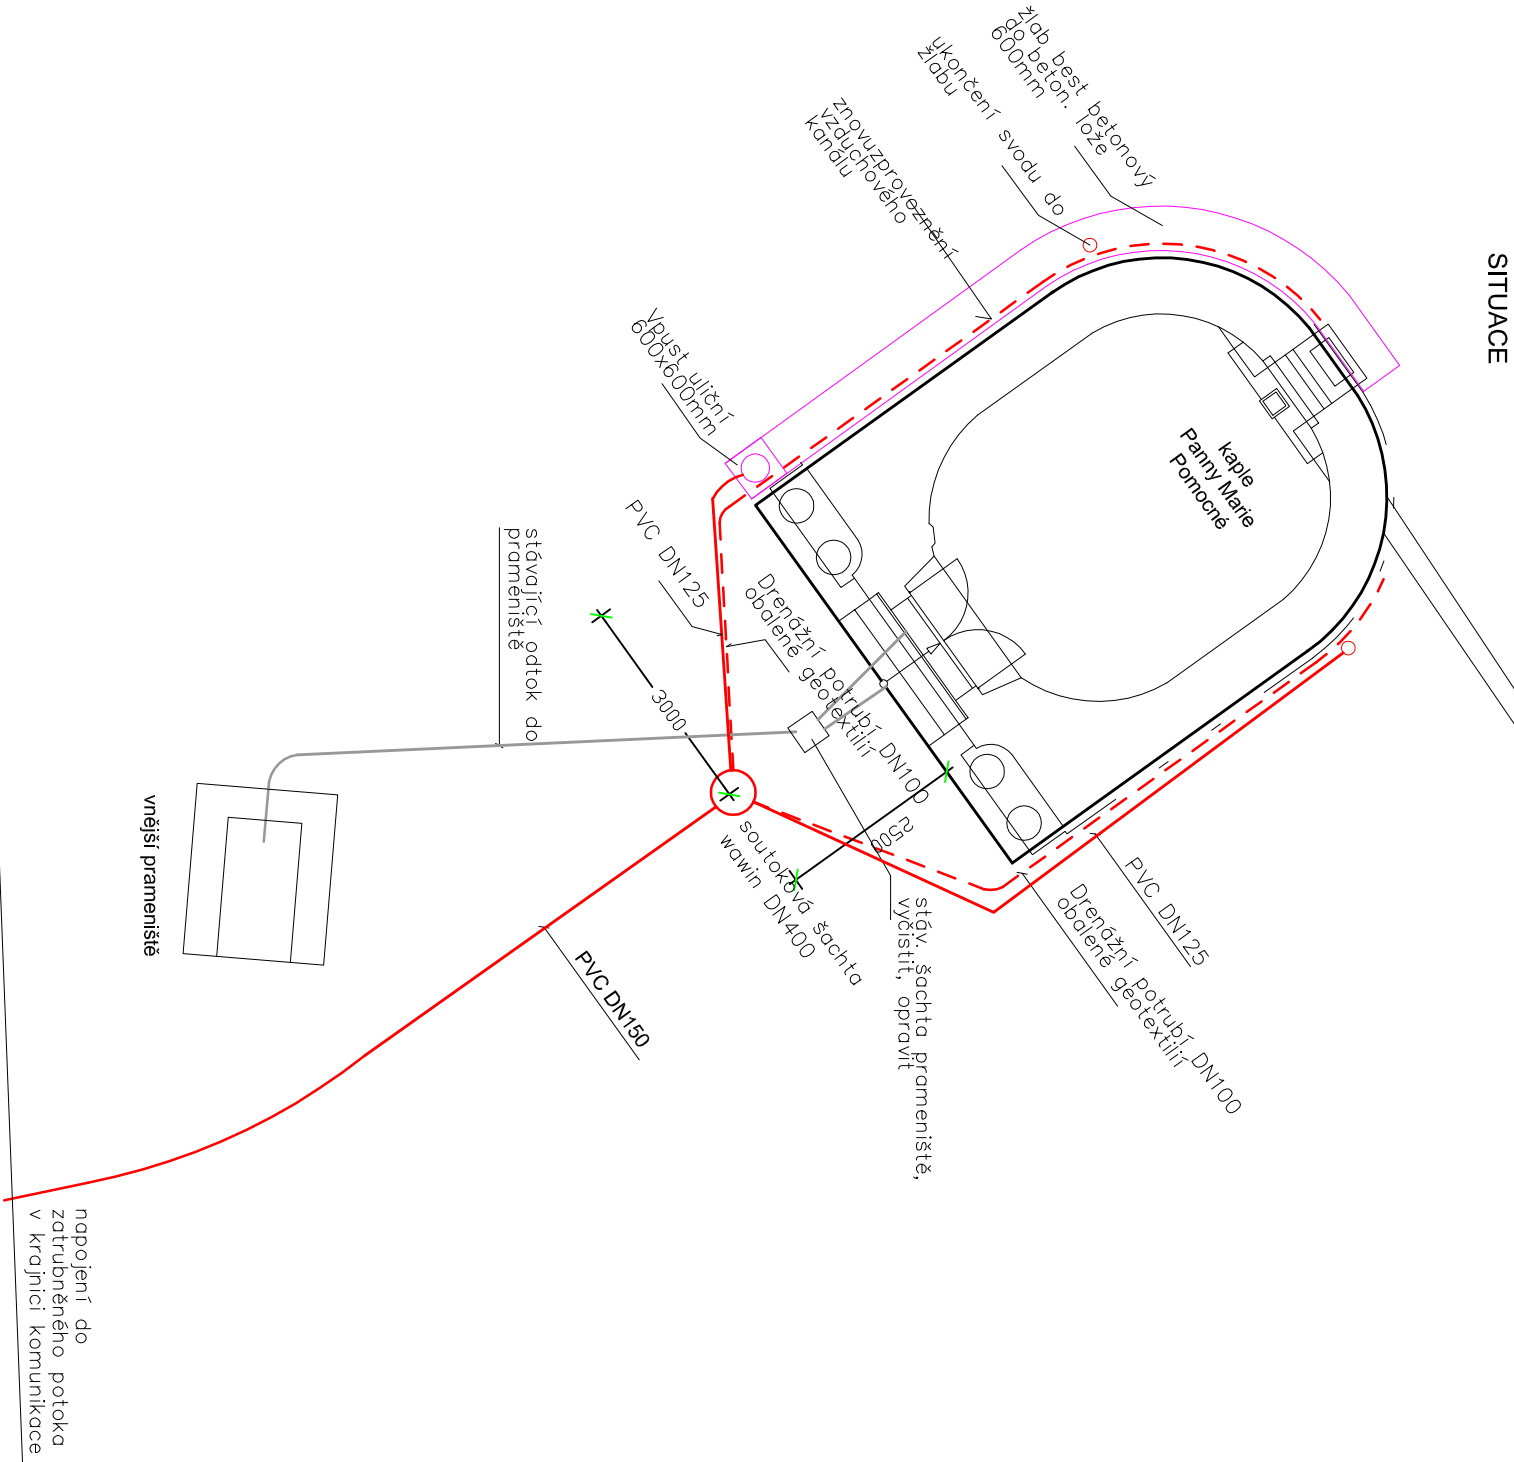 SITUACE
žlab best betonový
do beton. lože
600mm
ukončení svodu do
žlabu
znovuzprovoznění
vzduchového
kanálu
vpust uliční
600x600mm
kaple
Panny Marie
Pomocné
PVC DN125
Drenážní potrubí DN100
obalené geotextilií
stávající odtok do
prameniště
3000
2500
soutoková šachta
wawin DN400
PVC DN125
Drenážní potrubí DN100
obalené geotextilií
stáv. šachta prameniště,
vyčistit, opravit
PVC DN150
vnější prameniště
napojení do
zatrubněného potoka
v krajnici komunikace